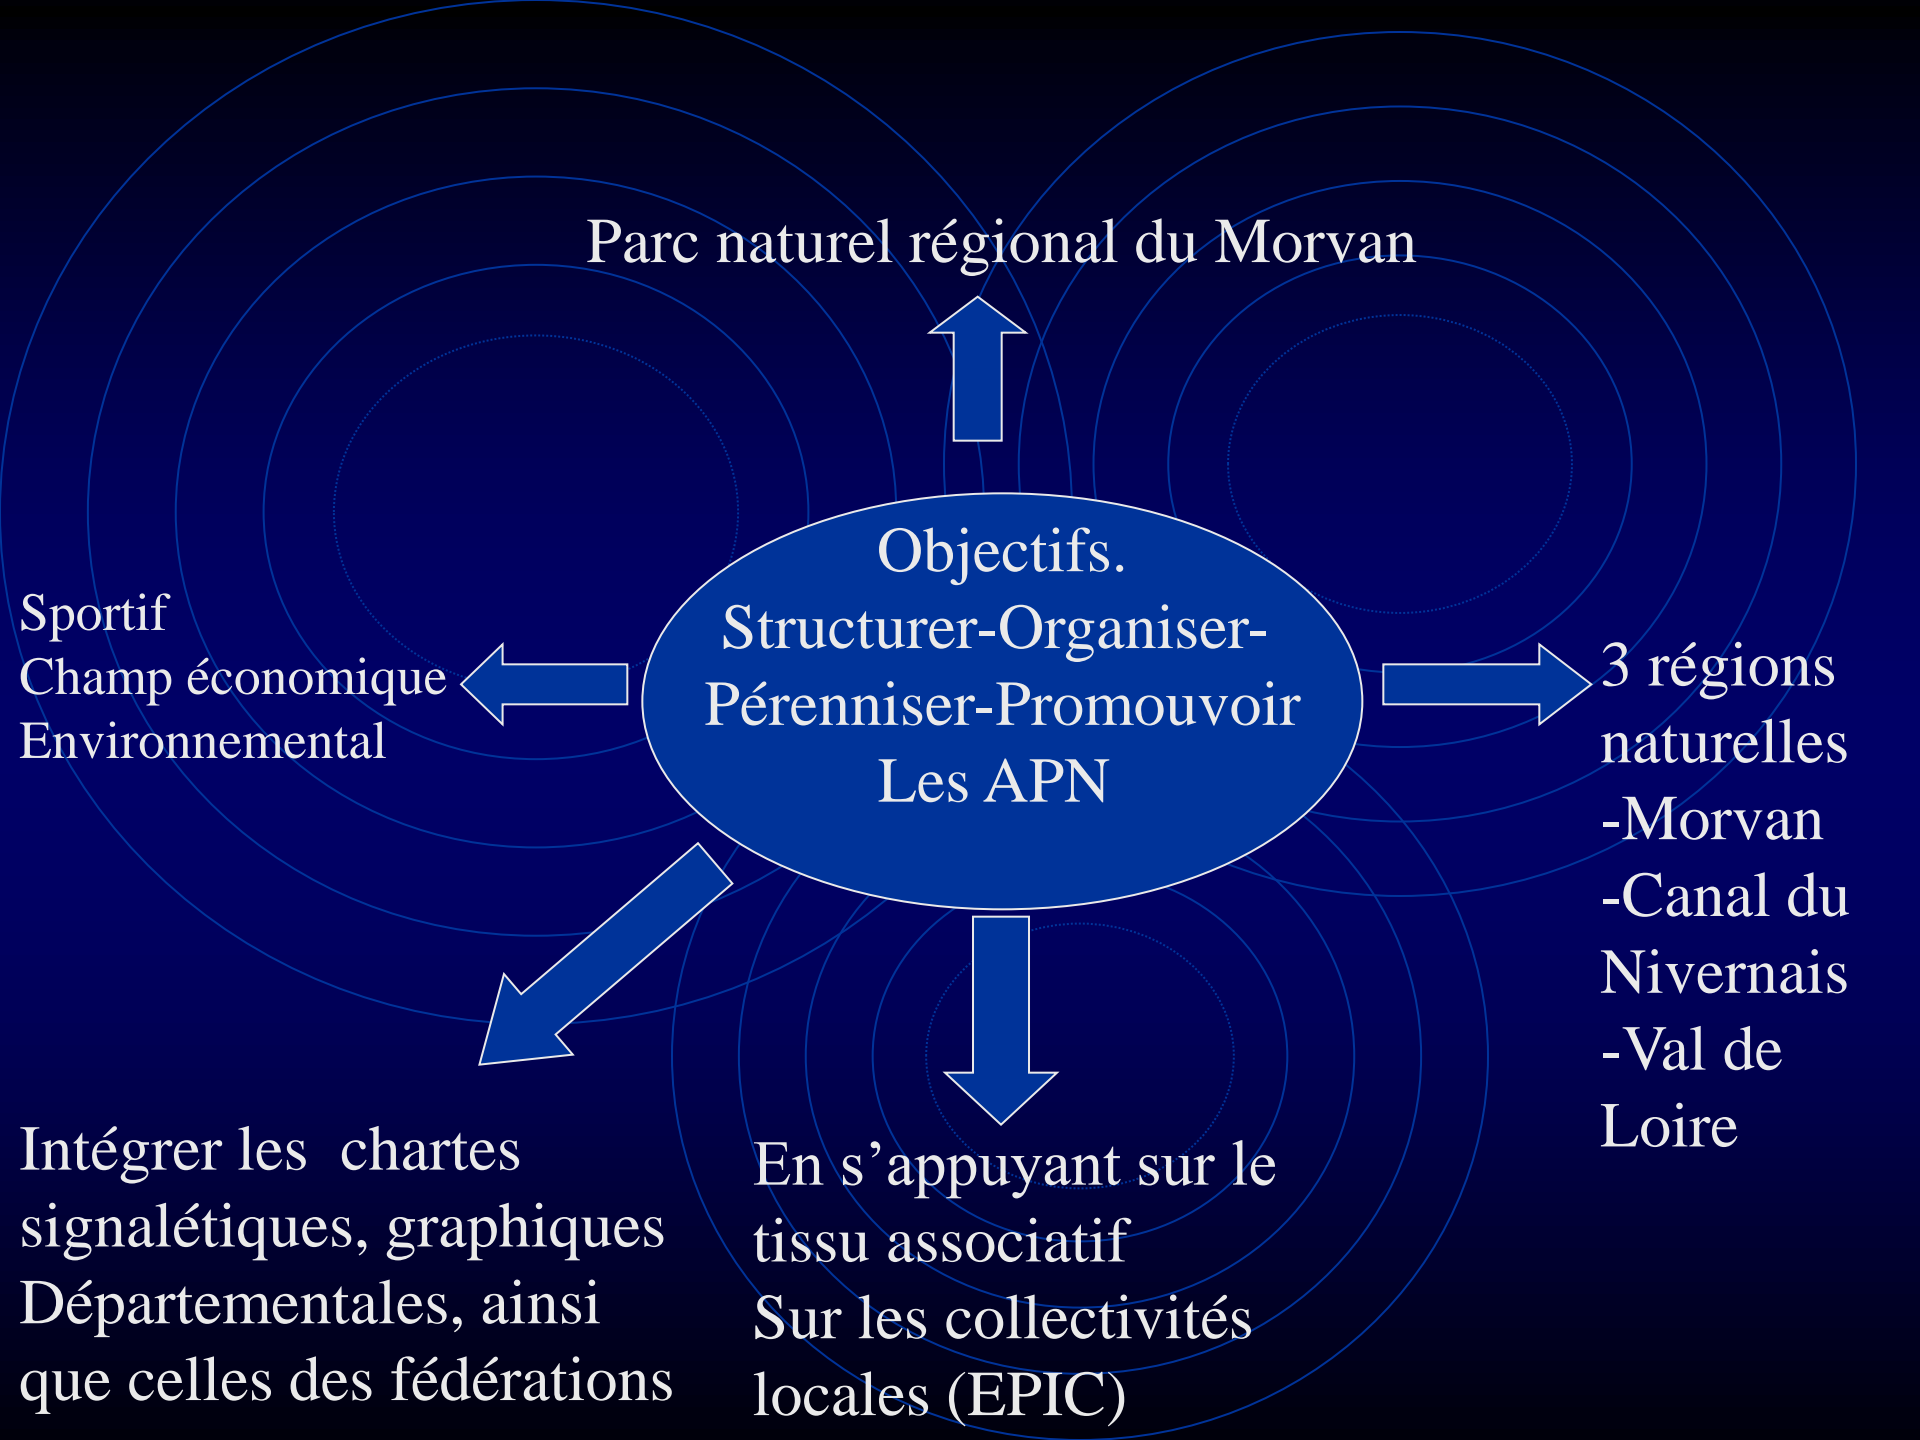 Parc naturel régional du Morvan
Objectifs.
Structurer-Organiser-
Pérenniser-Promouvoir
Les APN
Sportif
Champ économique
Environnemental
3 régions
naturelles
-Morvan
-Canal du
Nivernais
-Val de
Loire
Intégrer les  chartes
signalétiques, graphiques
Départementales, ainsi
que celles des fédérations
En s’appuyant sur le
tissu associatif
Sur les collectivités
locales (EPIC)